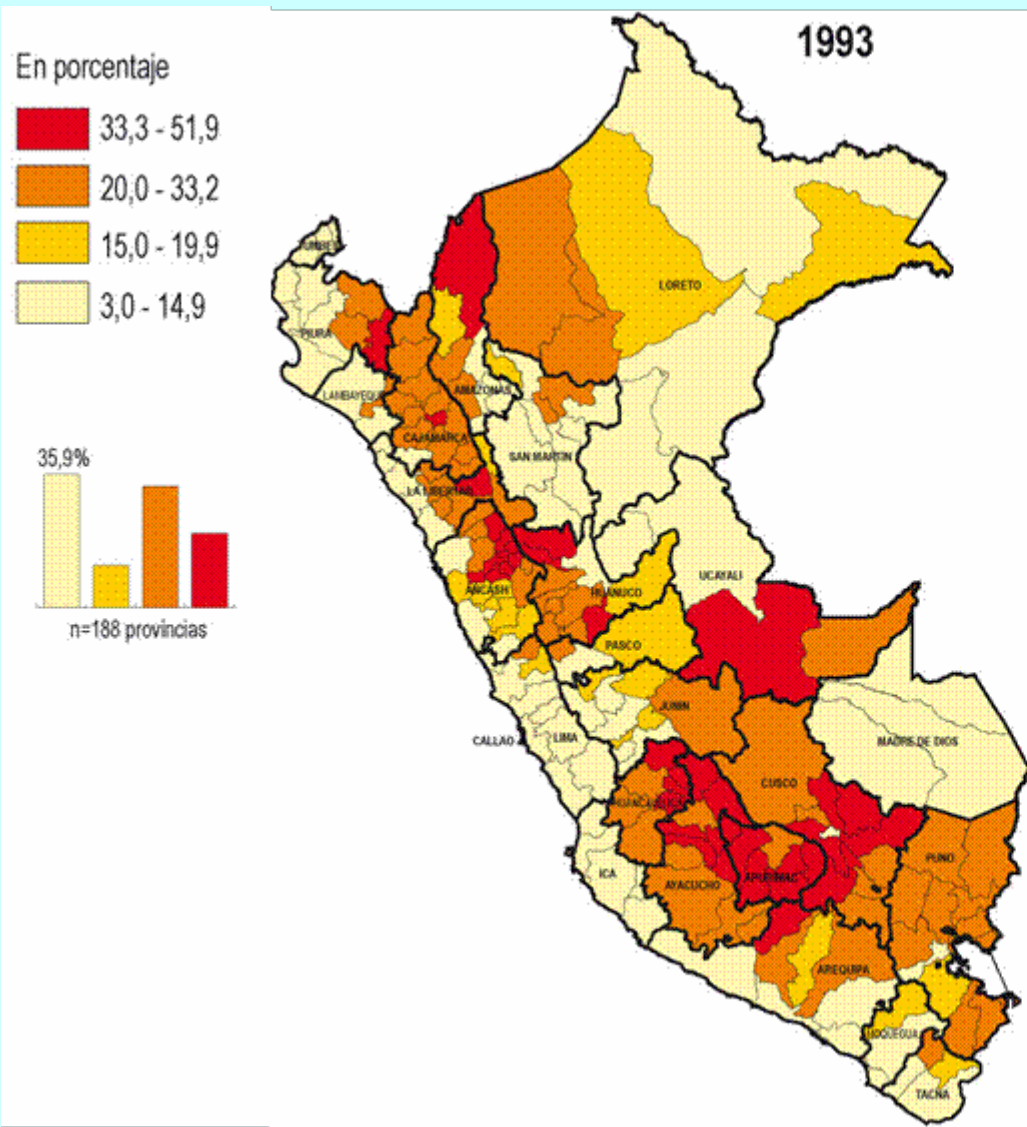 1993
En porcentaje
33,3 - 51,9
20,0 - 33,2
15,0 - 19,9
3,0 - 14,9
35,9%
n=188 provincias
LORETO
PIURA
LAMBAYEQUE
AMAZONAS
CAJAMARCA
SAN MARTIN
LA LIBERTAD
ANCASH
HUANUCO
UCAYALI
PASCO
JUNIN
CALLAO
LIMA
MADRE DE DIOS
CUSCO
ICA
AYACUCHO
APURIMAC
PUNO
AREQUIPA
MOQUEGUA
TACNA